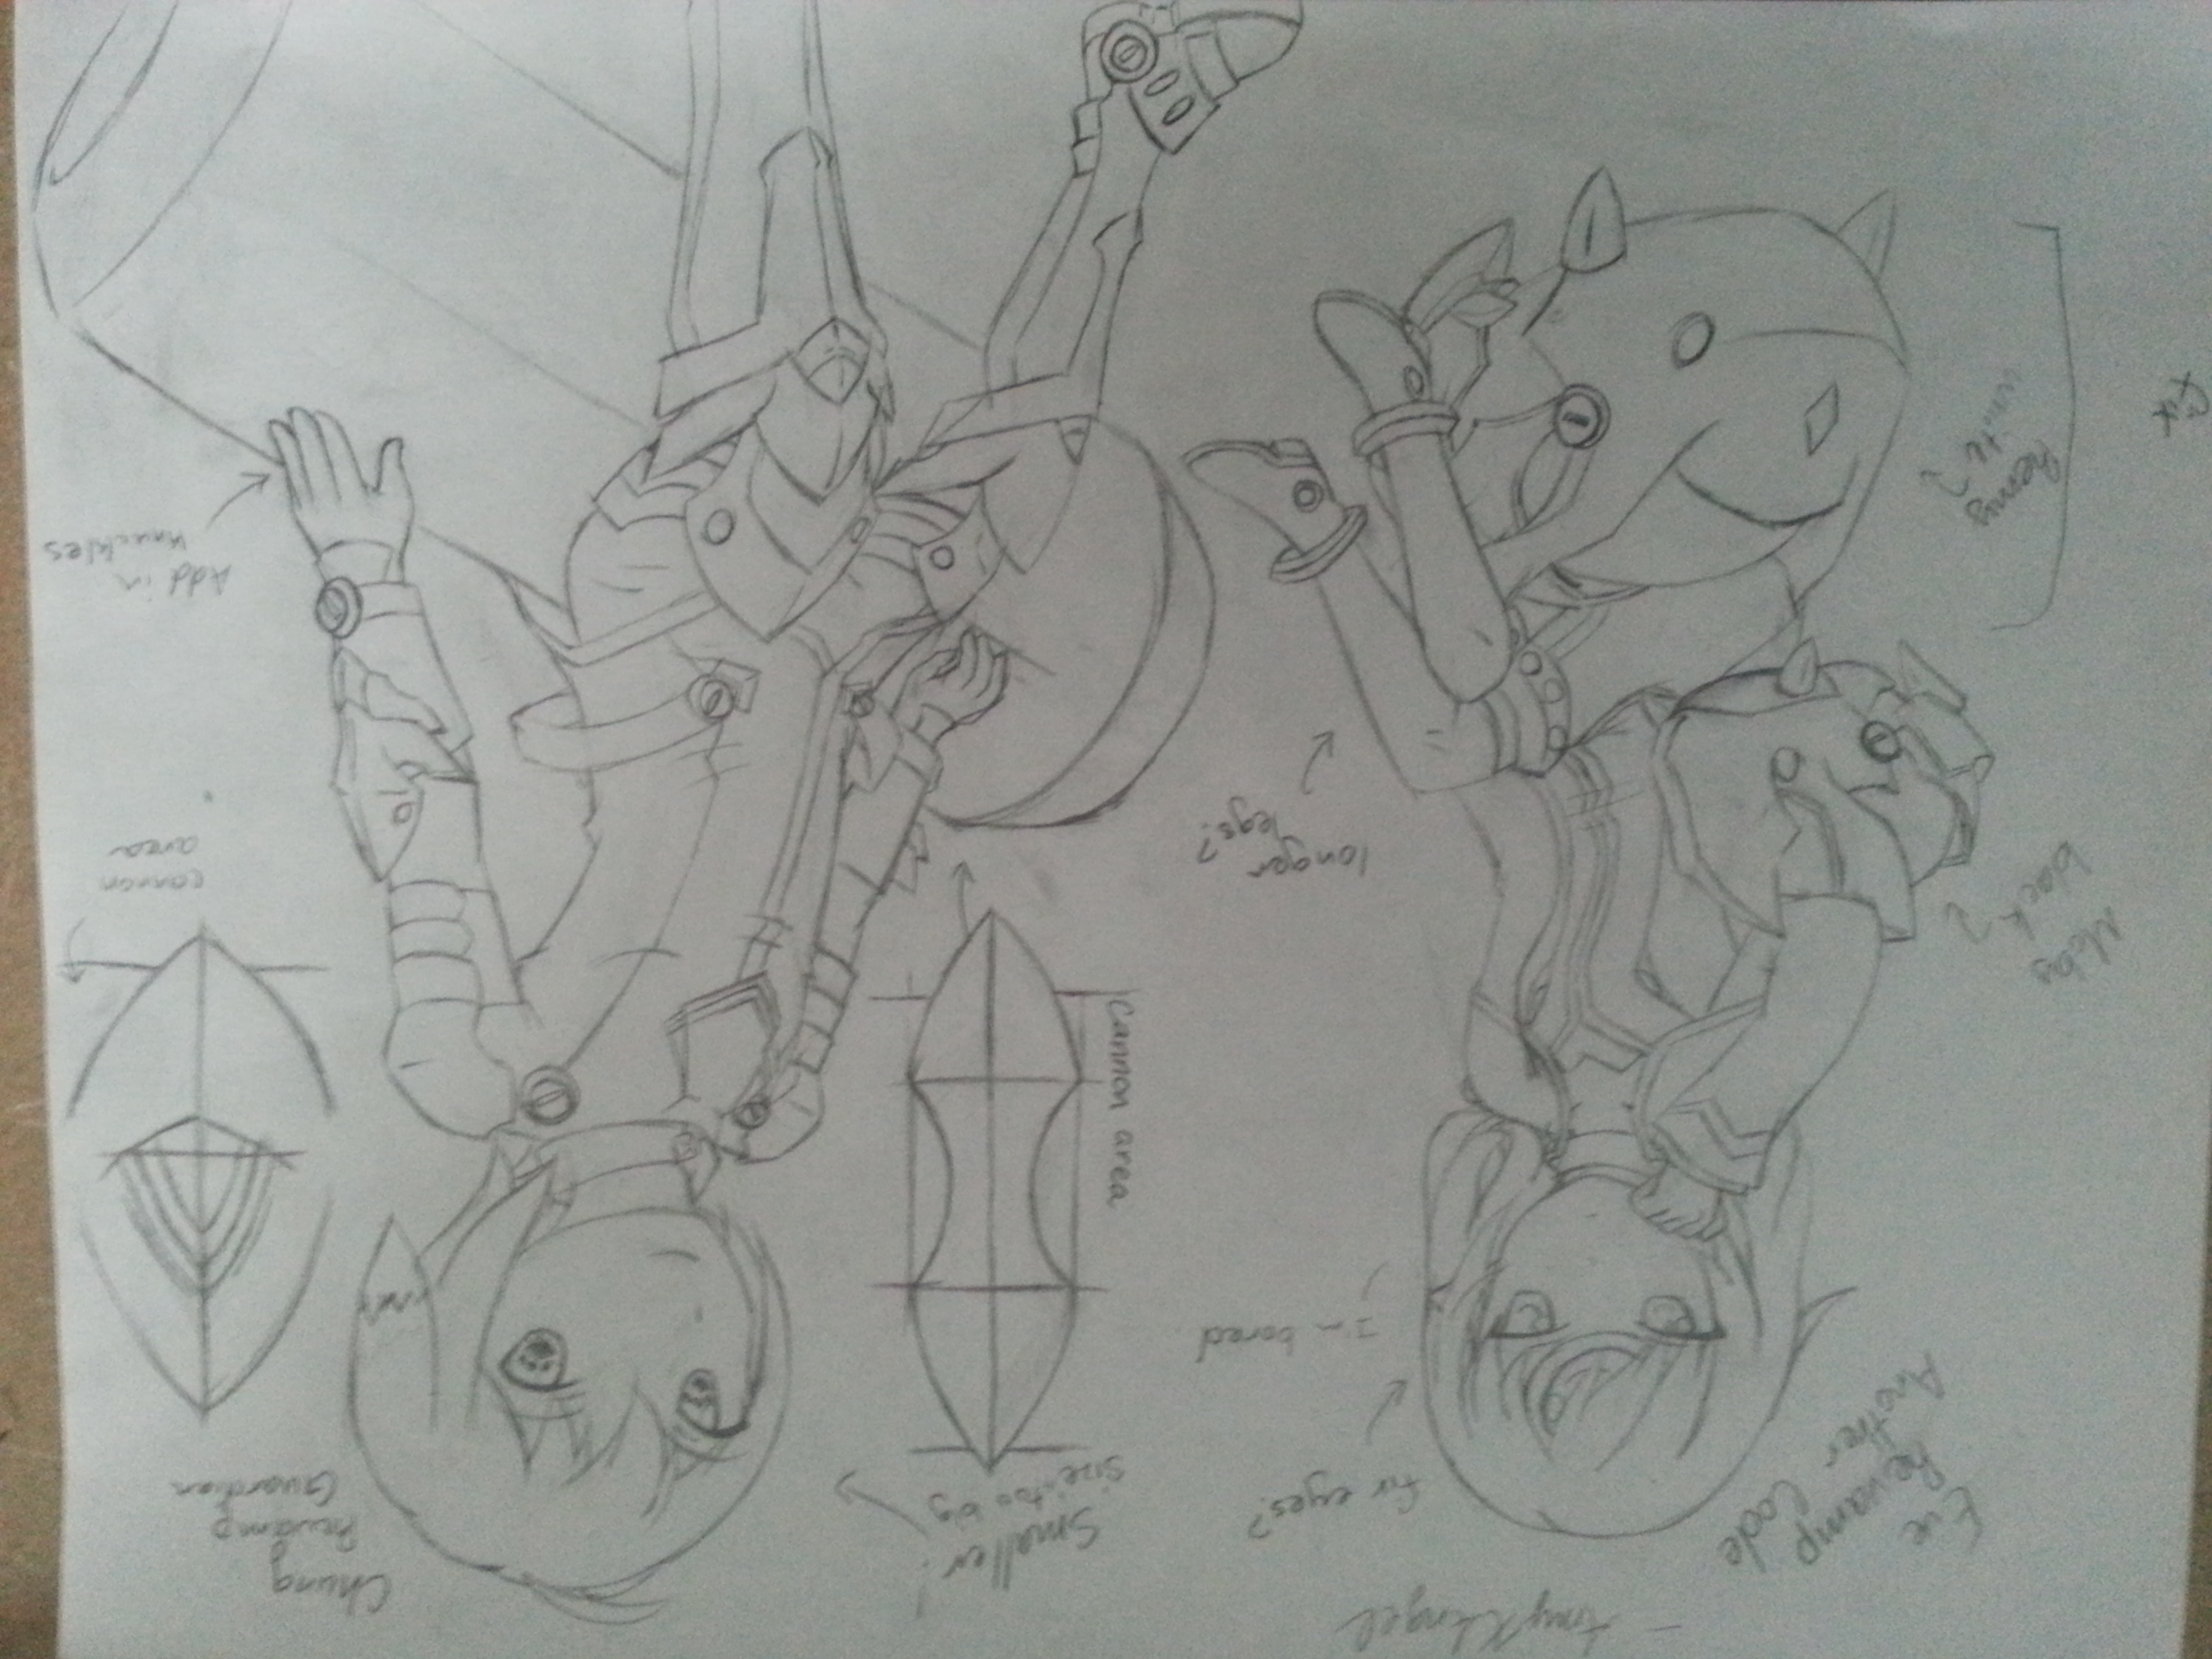 - AmyXAngel
Eve
Revamp
Another Code
fix eyes?
I'm bored
Smaller!
size: too big
Cannon area
Chung
Revamp
Guardian
cannon
area
Moby
black
longer
legs?
Add in
knuckles
Remy
white
fix